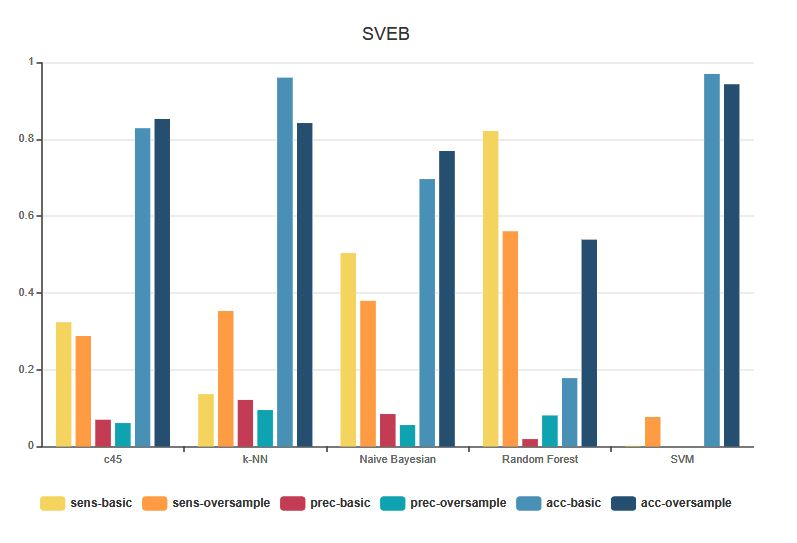 SVEB
1
0.8
0.6
0.4
0.2
0
c45 k-NN Naive Bayesian Random Forest SVM
sens-basic sens-oversample prec-basic prec-oversample acc-basic acc-oversample